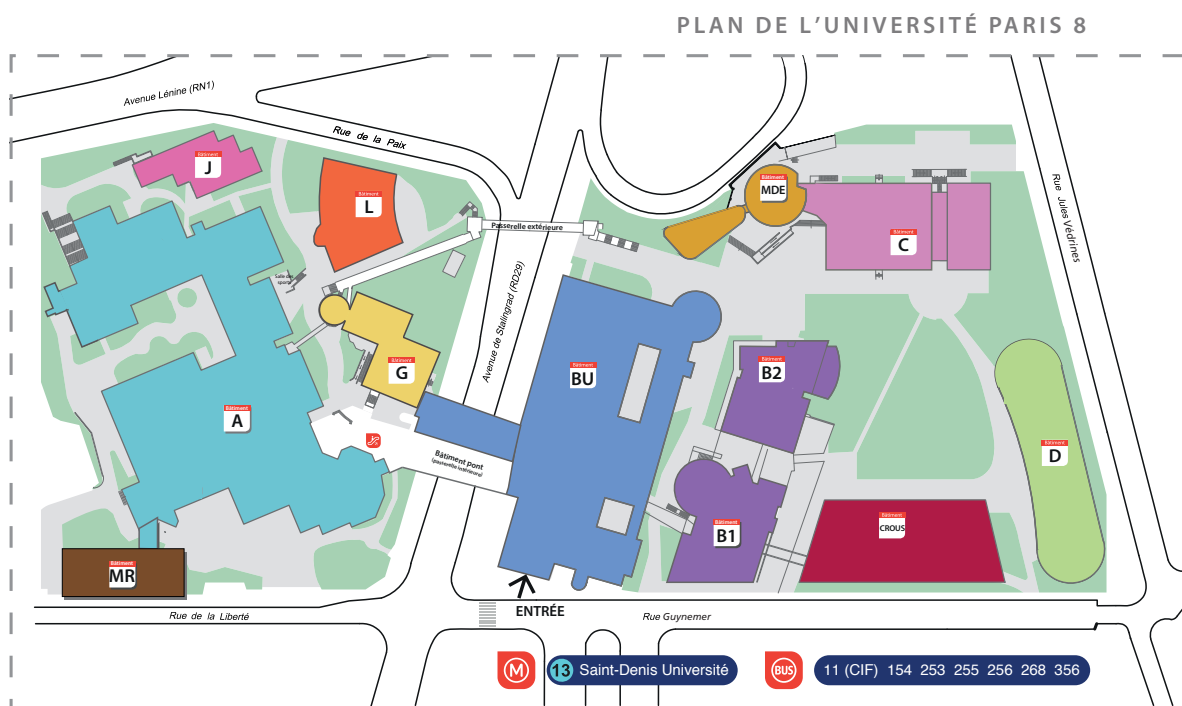 PLAN DE L'UNIVERSITÉ PARIS 8
Avenue Lénine (RN1)
Rue de la Paix
Bâtiment
J
Bâtiment
L
Bâtiment
MDE
Bâtiment
C
Rue Jules Védrines
Passerelle extérieure
Salle des
sports
Avenue de Stalingrad (RD29)
Bâtiment
G
Bâtiment
BU
Bâtiment
B2
Bâtiment
A
Bâtiment
D
Bâtiment pont
(passerelle intérieure)
Bâtiment
B1
Bâtiment
CROUS
Bâtiment
MR
ENTRÉE
Rue de la Liberté
Rue Guynemer
M
13 Saint-Denis Université
BUS
11 (CIF) 154 253 255 256 268 356